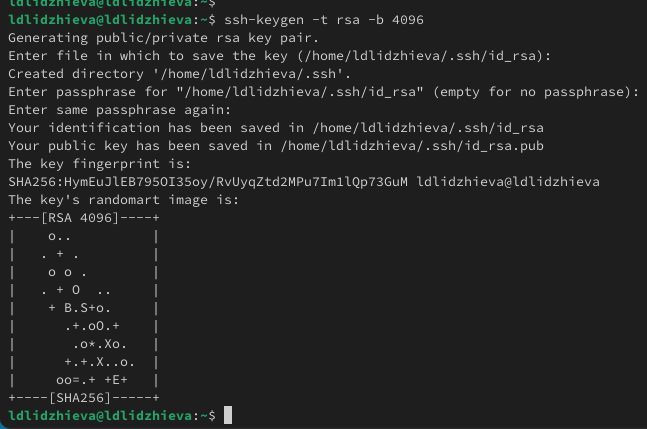 ldlidzhieva@ldlidzhieva:~$
ldlidzhieva@ldlidzhieva:~$ ssh-keygen -t rsa -b 4096
Generating public/private rsa key pair.
Enter file in which to save the key (/home/ldlidzhieva/.ssh/id_rsa):
Created directory '/home/ldlidzhieva/.ssh'.
Enter passphrase for "/home/ldlidzhieva/.ssh/id_rsa" (empty for no passphrase):
Enter same passphrase again:
Your identification has been saved in /home/ldlidzhieva/.ssh/id_rsa
Your public key has been saved in /home/ldlidzhieva/.ssh/id_rsa.pub
The key fingerprint is:
SHA256:HymEuJlEB795OI35oy/RvUyqZtd2MPu7Im1lQp73GuM ldlidzhieva@ldlidzhieva
The key's randomart image is:
+---[RSA 4096]----+
|    o..          |
|   . + .         |
|    o o .        |
|   . + O  ..     |
|    + B.S+o.     |
|      .+.oO.+    |
|       .o*.Xo.   |
|      +.+.X..o.  |
|     oo=.+ +E+   |
+----[SHA256]-----+
ldlidzhieva@ldlidzhieva:~$